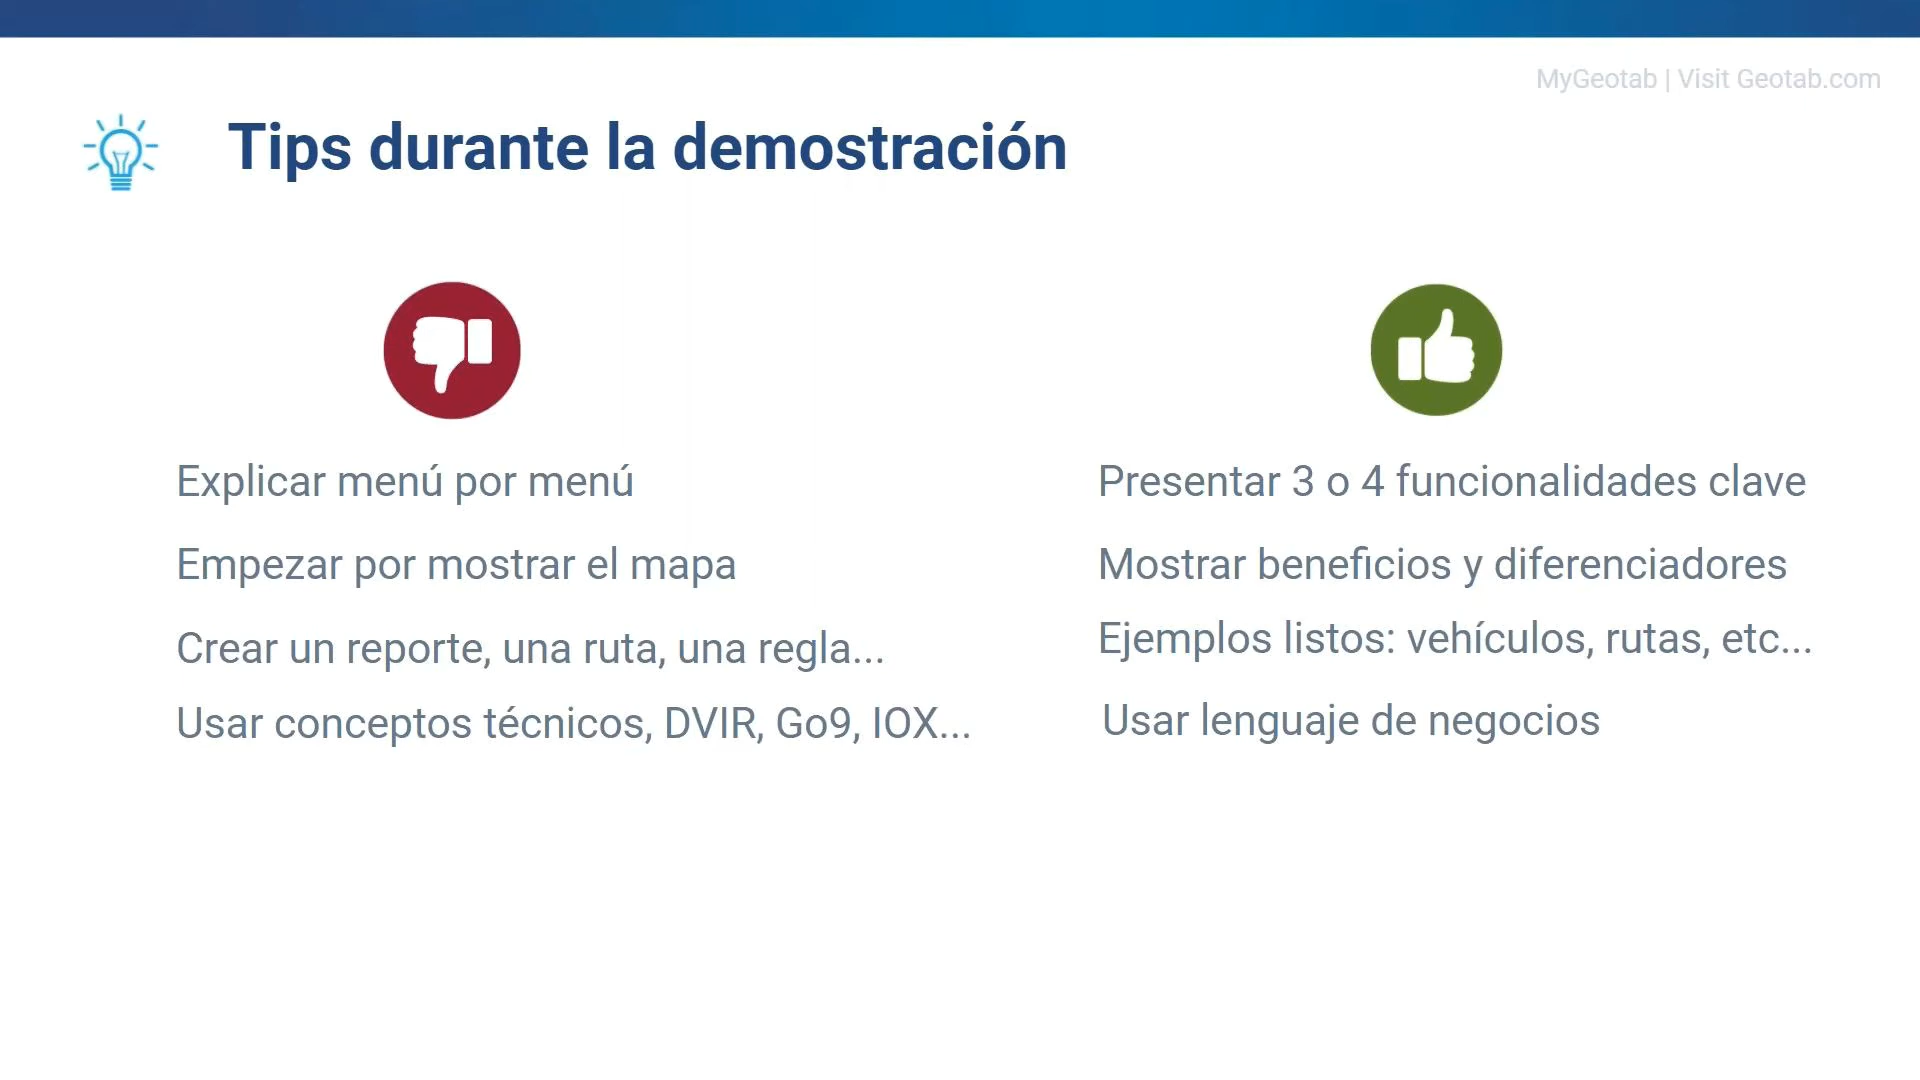 MyGeotab | Visit Geotab.com
Tips durante la demostración
Explicar menú por menú
Empezar por mostrar el mapa
Crear un reporte, una ruta, una regla...
Usar conceptos técnicos, DVIR, Go9, IOX...
Presentar 3 o 4 funcionalidades clave
Mostrar beneficios y diferenciadores
Ejemplos listos: vehículos, rutas, etc...
Usar lenguaje de negocios